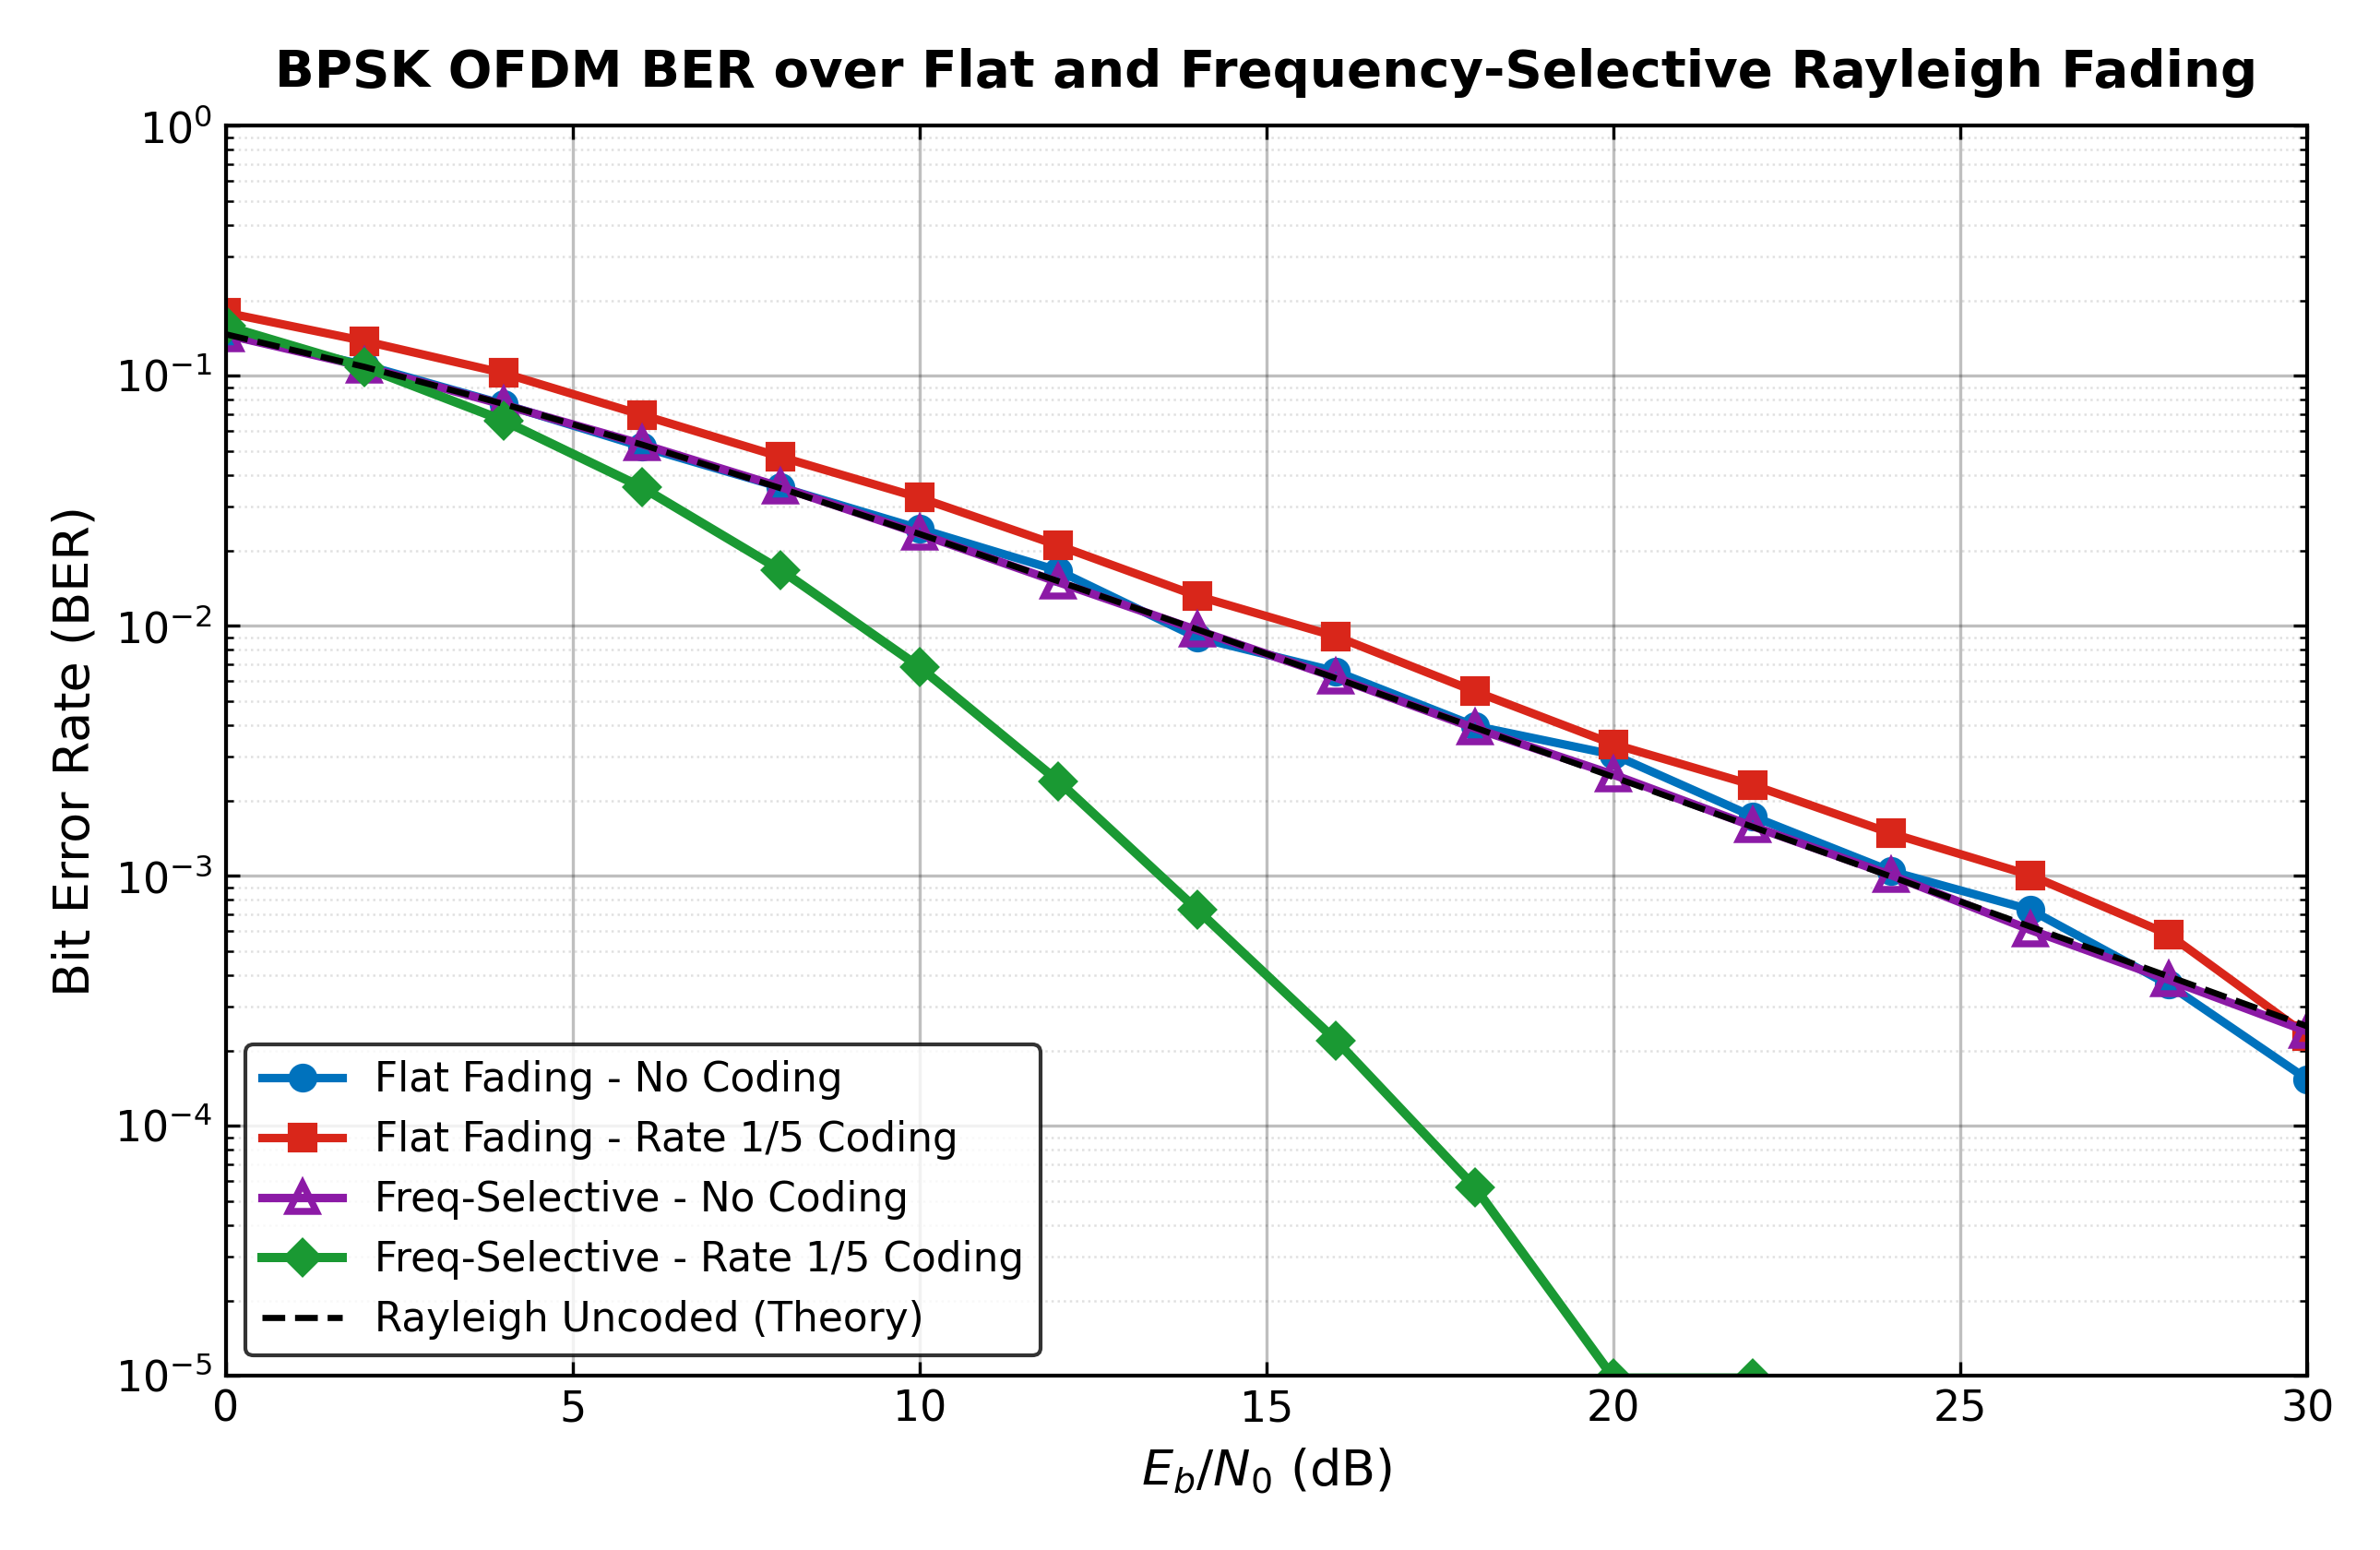 BPSK OFDM BER over Flat and Frequency-Selective Rayleigh Fading
Bit Error Rate (BER)
10^0
10^-1
10^-2
10^-3
10^-4
10^-5
Flat Fading - No Coding
Flat Fading - Rate 1/5 Coding
Freq-Selective - No Coding
Freq-Selective - Rate 1/5 Coding
Rayleigh Uncoded (Theory)
0 5 10 15 20 25 30
E_b/N_0 (dB)